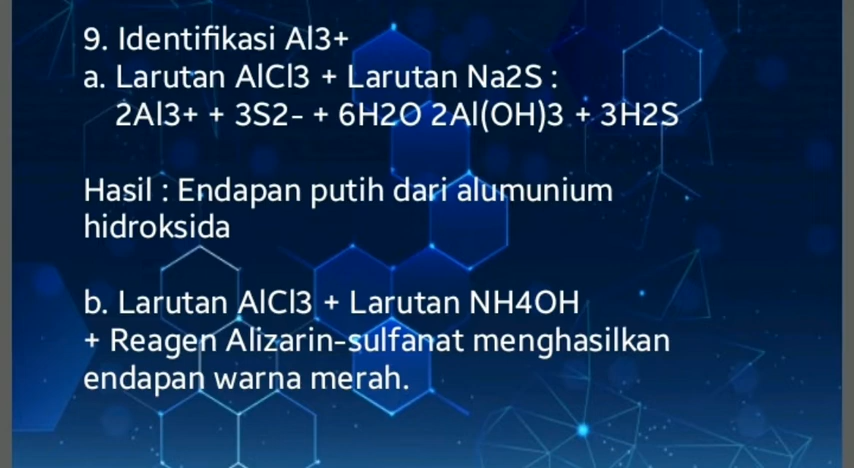 9. Identifikasi Al3+
a. Larutan AlCl3 + Larutan Na2S :
2Al3+ + 3S2- + 6H2O 2Al(OH)3 + 3H2S
Hasil : Endapan putih dari alumunium
hidroksida
b. Larutan AlCl3 + Larutan NH4OH
+ Reagen Alizarin-sulfanat menghasilkan
endapan warna merah.